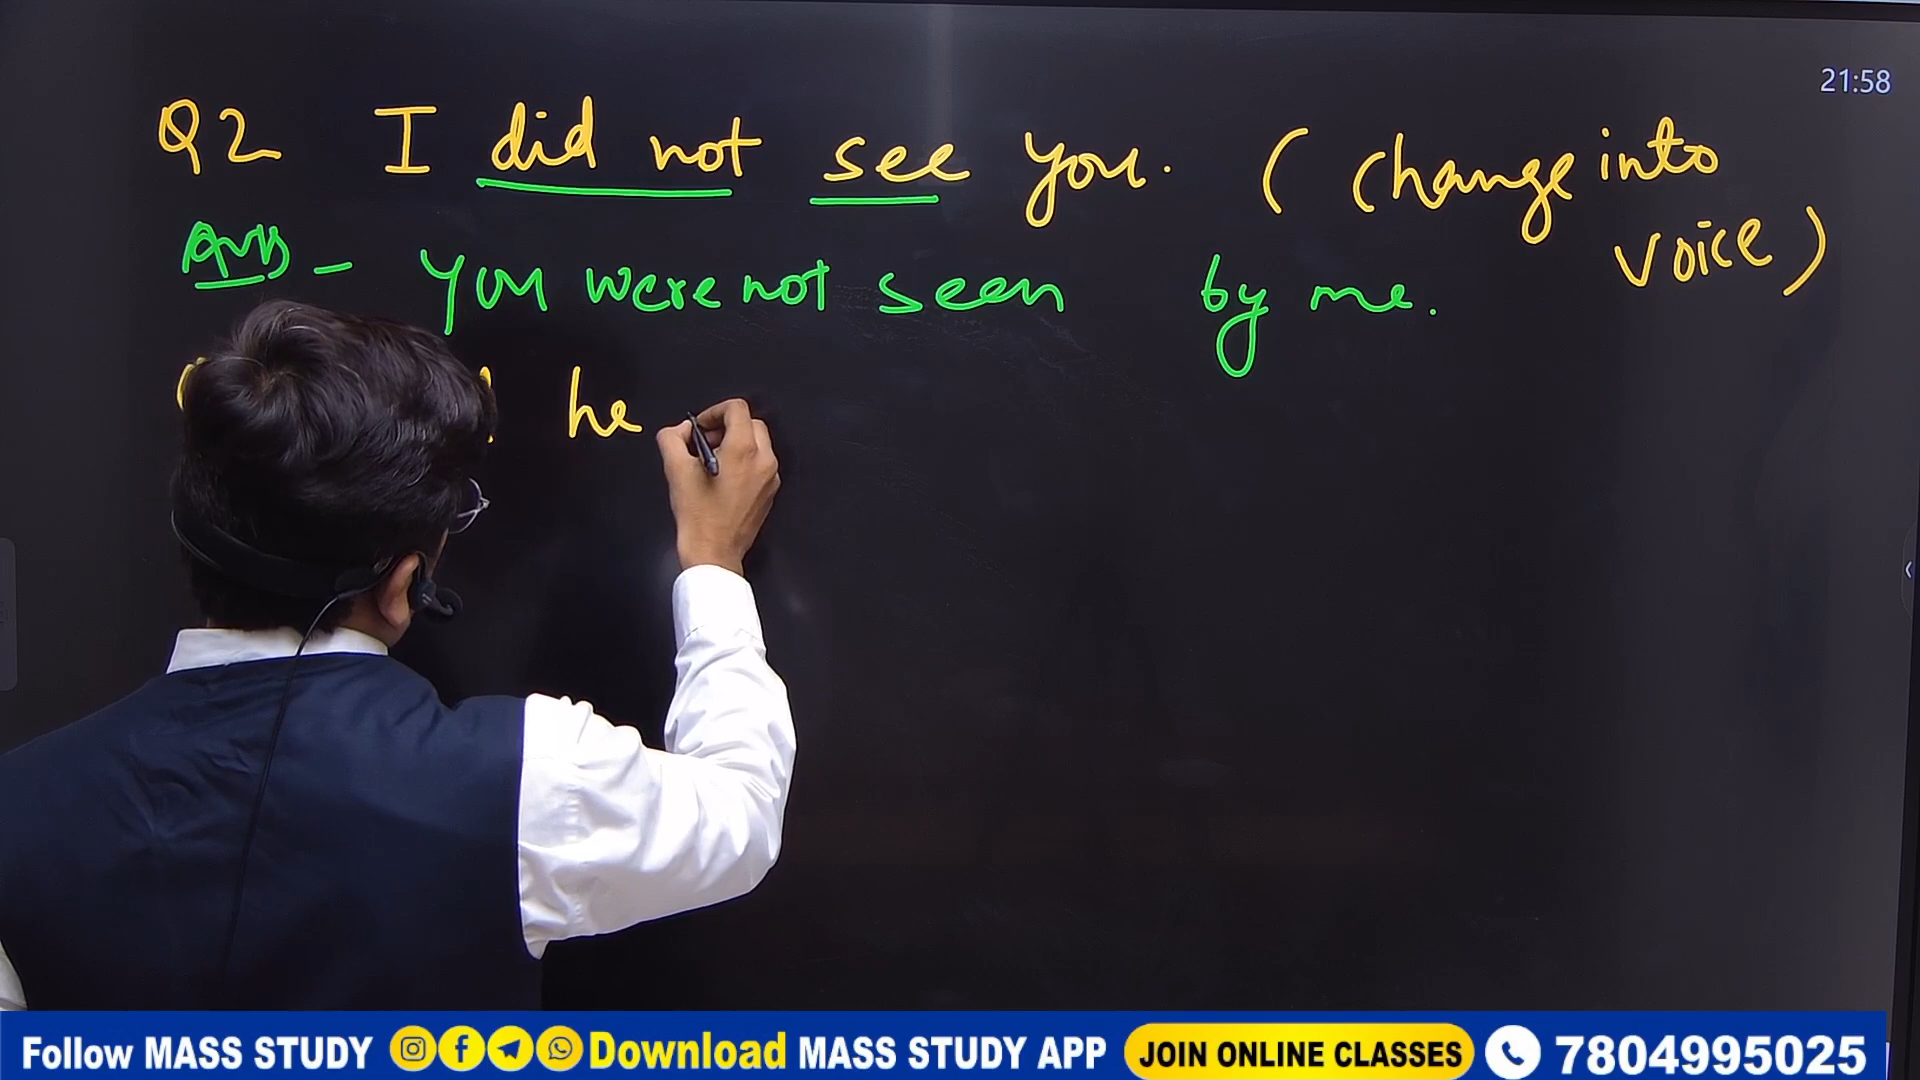 21:58
Q2 I did not see you. (change into voice)
Ans - You were not seen by me.
he
Follow MASS STUDY Download MASS STUDY APP JOIN ONLINE CLASSES 7804995025